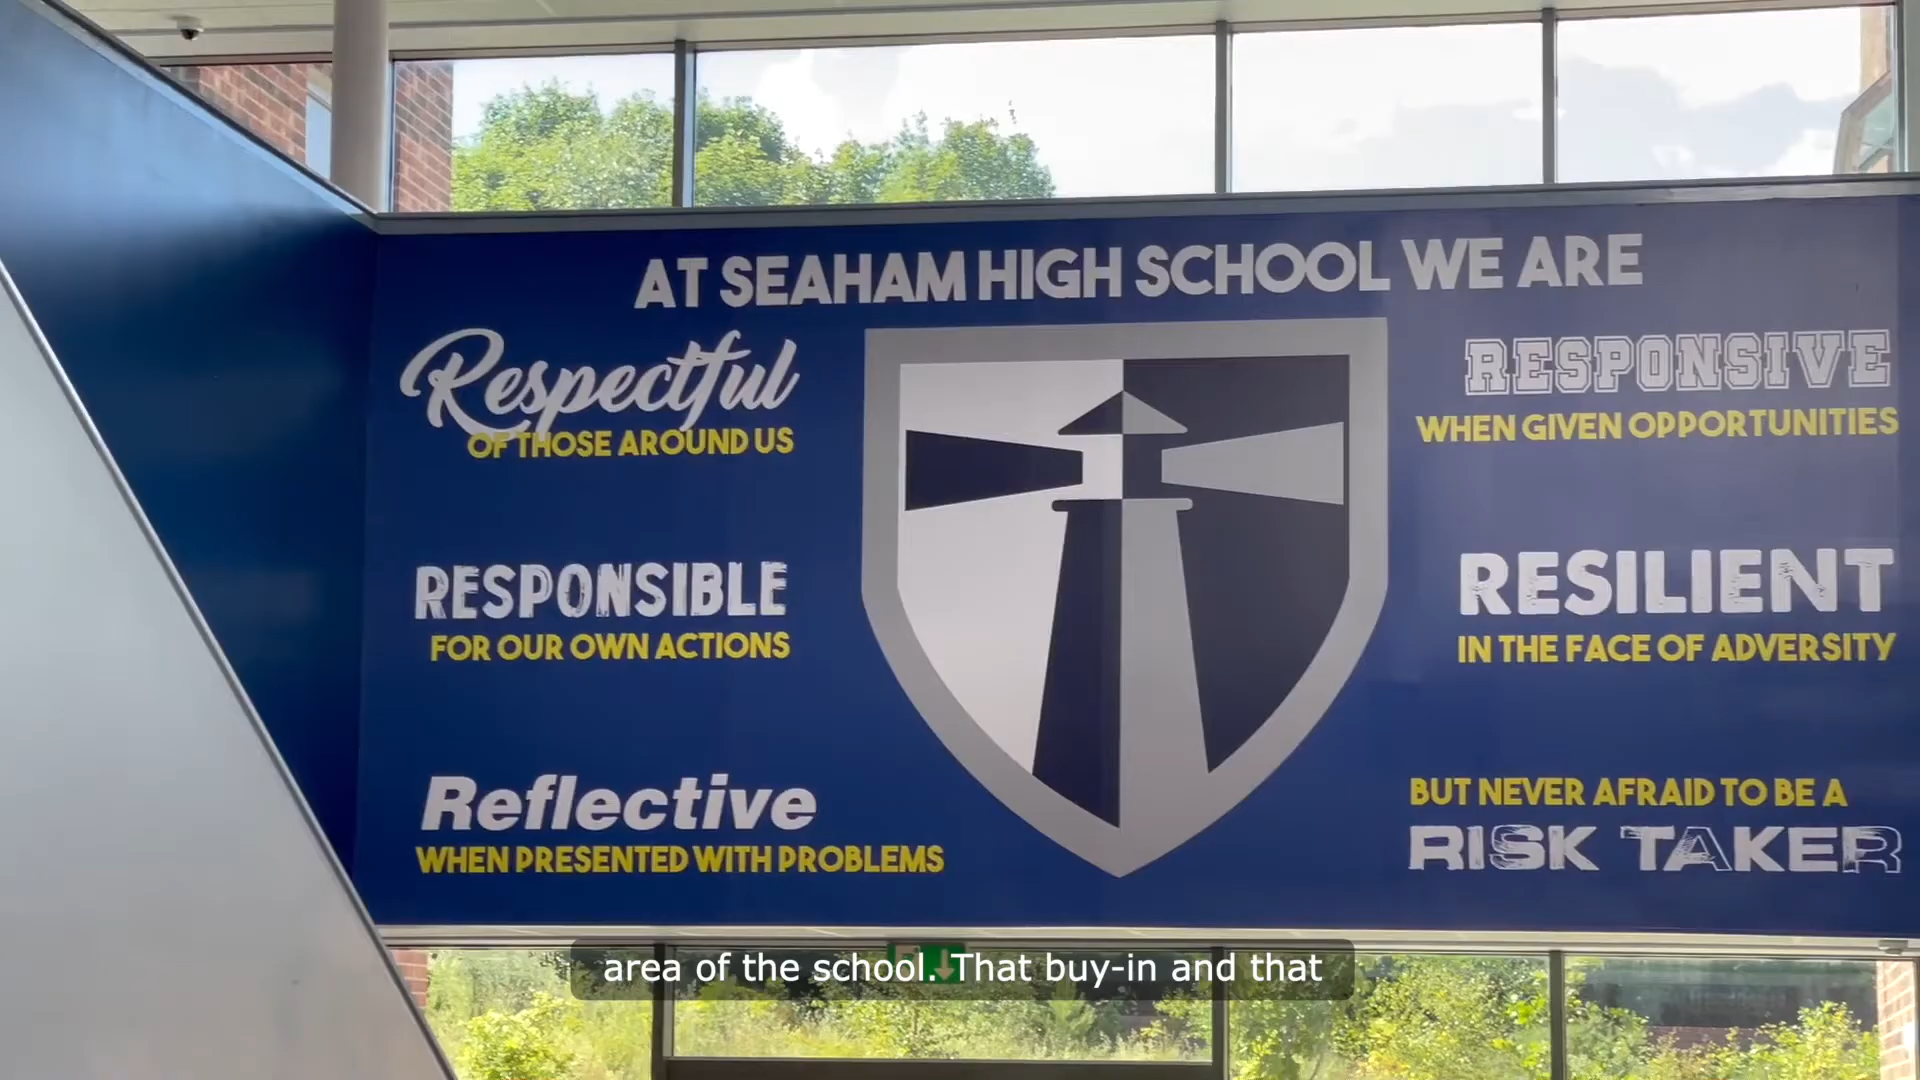 AT SEAHAM HIGH SCHOOL WE ARE
Respectful
OF THOSE AROUND US
RESPONSIBLE
FOR OUR OWN ACTIONS
Reflective
WHEN PRESENTED WITH PROBLEMS
RESPONSIVE
WHEN GIVEN OPPORTUNITIES
RESILIENT
IN THE FACE OF ADVERSITY
BUT NEVER AFRAID TO BE A
RISK TAKER
area of the school. That buy-in and that